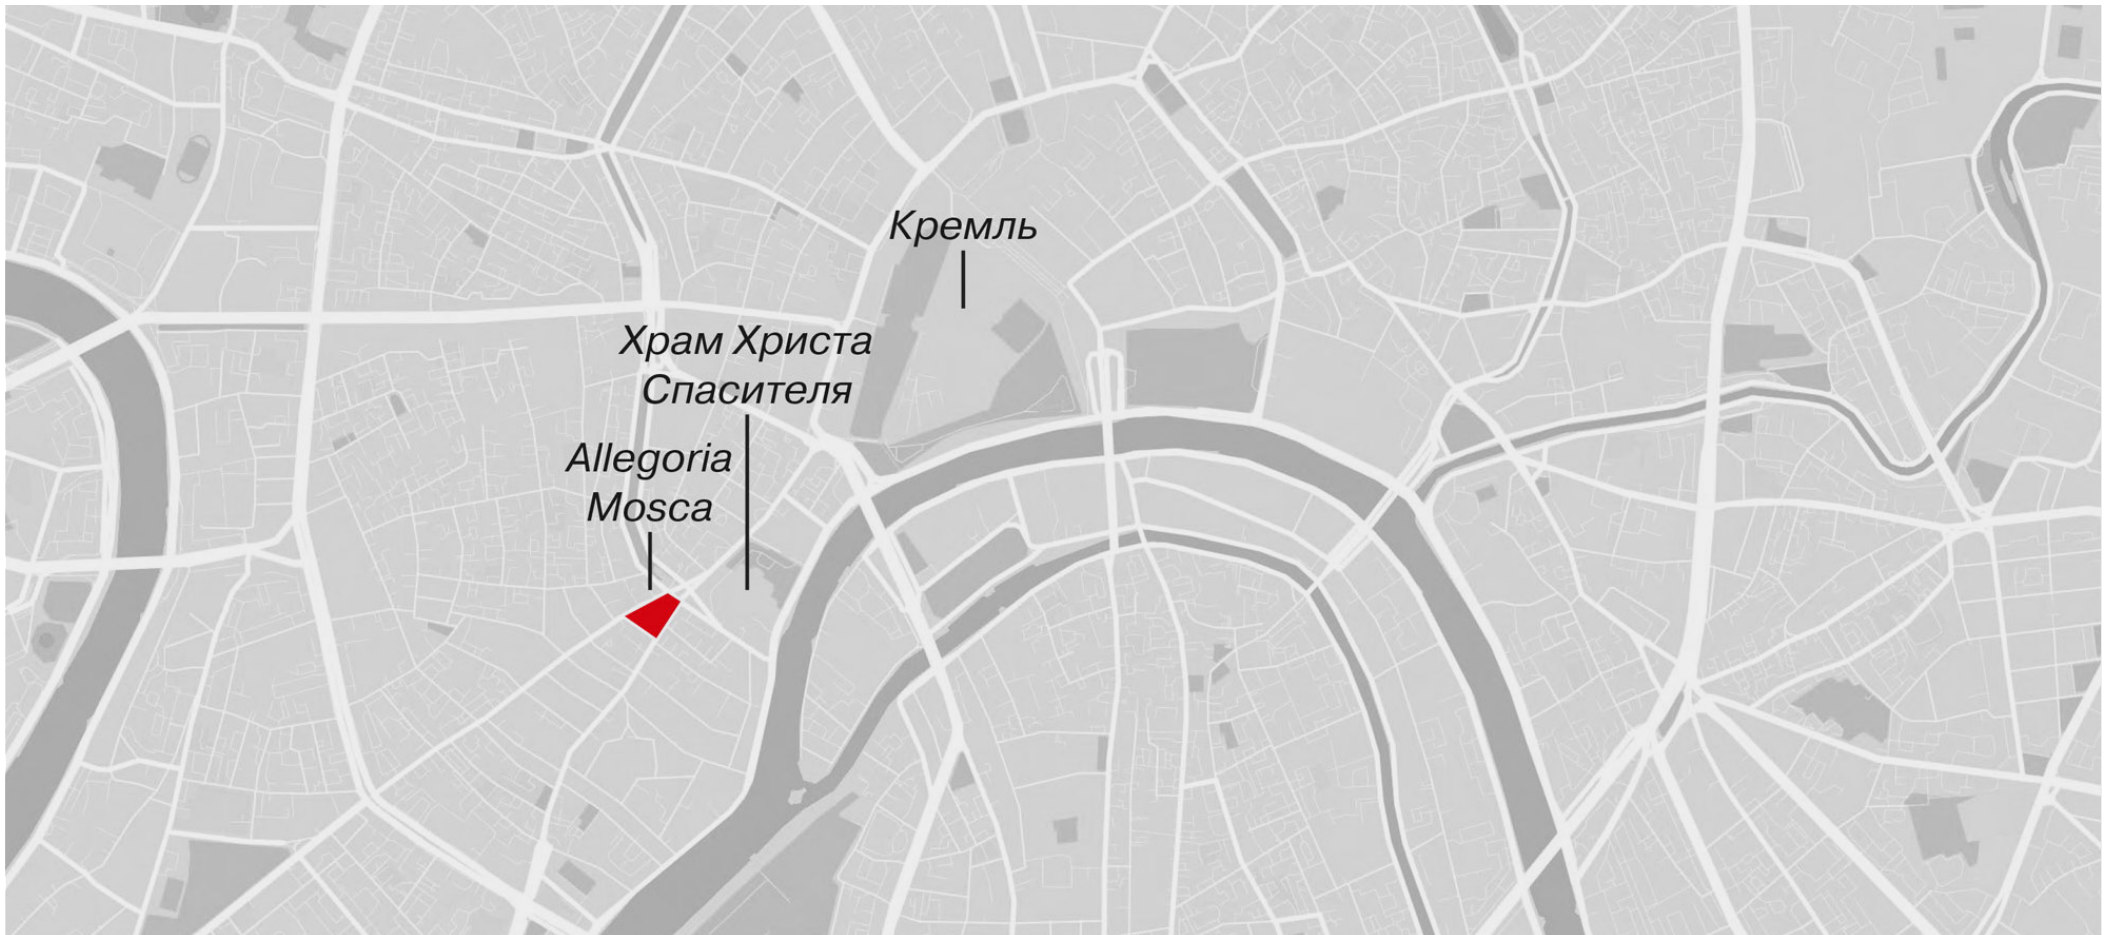 Кремль
Храм Христа
Спасителя
Allegoria
Mosca